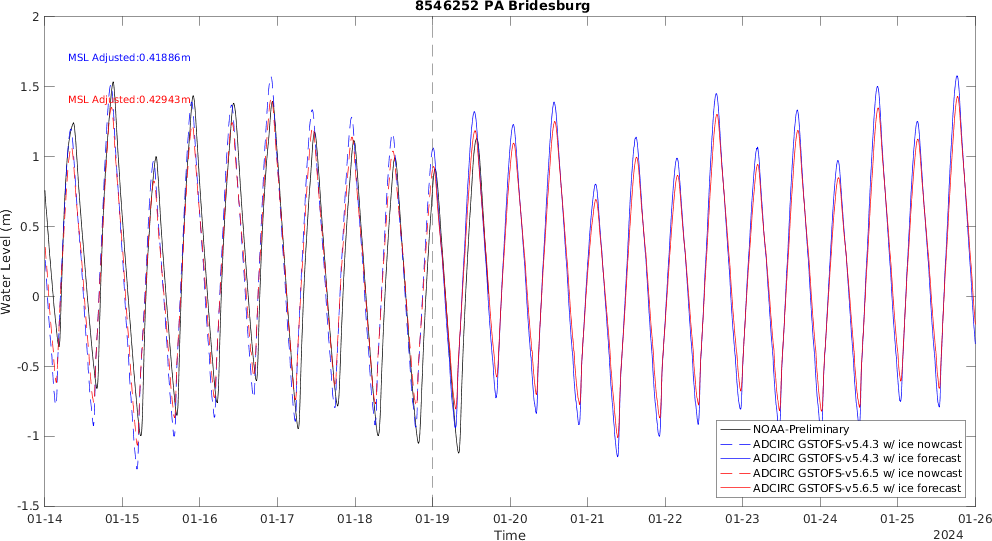 8546252 PA Bridesburg
2
1.5
1
0.5
0
-0.5
-1
-1.5
Water Level (m)
MSL Adjusted:0.41886m
MSL Adjusted:0.42943m
NOAA-Preliminary
ADCIRC GSTOFS-v5.4.3 w/ ice nowcast
ADCIRC GSTOFS-v5.4.3 w/ ice forecast
ADCIRC GSTOFS-v5.6.5 w/ ice nowcast
ADCIRC GSTOFS-v5.6.5 w/ ice forecast
01-14 01-15 01-16 01-17 01-18 01-19 01-20 01-21 01-22 01-23 01-24 01-25 01-26
Time
2024